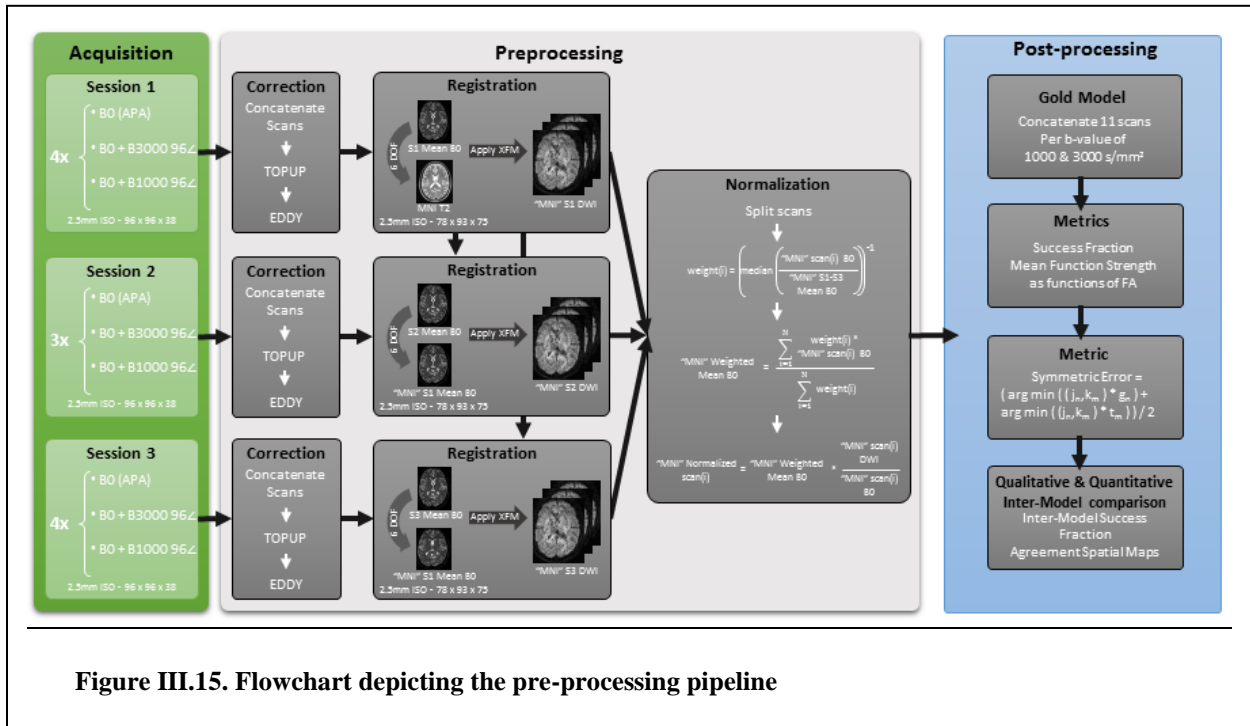 Acquisition
Session 1
4x
• B0 (APA)
• B0 + B3000 96∠
• B0 + B1000 96∠
2.5mm ISO - 96 x 96 x 38
Session 2
3x
• B0 (APA)
• B0 + B3000 96∠
• B0 + B1000 96∠
2.5mm ISO - 96 x 96 x 38
Session 3
4x
• B0 (APA)
• B0 + B3000 96∠
• B0 + B1000 96∠
2.5mm ISO - 96 x 96 x 38
Preprocessing
Correction
Concatenate
Scans
TOPUP
EDDY
Registration
6 DOF
S1 Mean B0
Apply XFM
MNI T2
"MNI" S1 DWI
2.5mm ISO - 78 x 93 x 75
Correction
Concatenate
Scans
TOPUP
EDDY
Registration
6 DOF
S2 Mean B0
Apply XFM
"MNI" S1 Mean B0
"MNI" S2 DWI
2.5mm ISO - 78 x 93 x 75
Correction
Concatenate
Scans
TOPUP
EDDY
Registration
6 DOF
S3 Mean B0
Apply XFM
"MNI" S1 Mean B0
"MNI" S3 DWI
2.5mm ISO - 78 x 93 x 75
Normalization
Split scans
weight(i) = (median ("MNI" scan(i) B0 / "MNI" S1-S3 Mean B0))⁻¹
"MNI" Weighted Mean B0 = ∑ᵢ₌₁ᴺ weight(i) * "MNI" scan(i) B0 / ∑ᵢ₌₁ᴺ weight(i)
"MNI" Normalized scan(i) = "MNI" Weighted Mean B0 * "MNI" scan(i) DWI / "MNI" scan(i) B0
Post-processing
Gold Model
Concatenate 11 scans
Per b-value of
1000 & 3000 s/mm²
Metrics
Success Fraction
Mean Function Strength
as functions of FA
Metric
Symmetric Error =
(arg min ((jₙ,kₘ) * gₙ) +
arg min ((jₙ,kₘ) * tₘ)) / 2
Qualitative & Quantitative
Inter-Model comparison
Inter-Model Success
Fraction
Agreement Spatial Maps
Figure III.15. Flowchart depicting the pre-processing pipeline